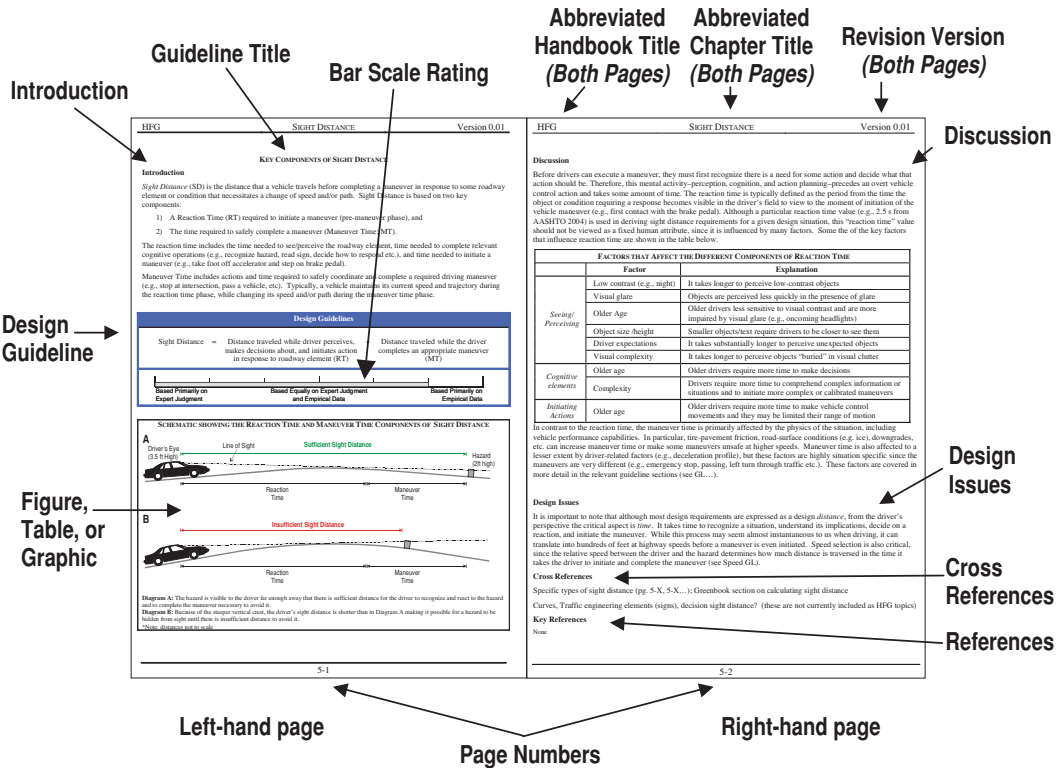 Abbreviated
Handbook Title
(Both Pages)
Abbreviated
Chapter Title
(Both Pages)
Revision Version
(Both Pages)
Guideline Title
Bar Scale Rating
Introduction
Discussion
Design
Guideline
Figure,
Table, or
Graphic
Design
Issues
Cross
References
References
HFG SIGHT DISTANCE Version 0.01
KEY COMPONENTS OF SIGHT DISTANCE
Introduction
Sight Distance (SD) is the distance that a vehicle travels before completing a maneuver in response to some roadway
element or condition that necessitates a change of speed and/or path. Sight Distance is based on two key
components:
1) A Reaction Time (RT) required to initiate a maneuver (pre-maneuver phase), and
2) The time required to safely complete a maneuver (Maneuver Time, MT).
The reaction time includes the time needed to see/perceive the roadway element, time needed to complete relevant
cognitive operations (e.g., recognize hazard, read sign, decide how to respond etc.), and time needed to initiate a
maneuver (e.g., take foot off accelerator and step on brake pedal).
Maneuver Time includes actions and time required to safely coordinate and complete a required driving maneuver
(e.g., stop at intersection, pass a vehicle, etc). Typically, a vehicle maintains its current speed and trajectory during
the reaction time phase, while changing its speed and/or path during the maneuver time phase.
Design Guidelines
Sight Distance = Distance traveled while driver perceives, Distance traveled while the driver
makes decisions about, and initiates action completes an appropriate maneuver
in response to roadway element (RT) (MT)
Based Primarily on Based Equally on Expert Judgment Based Primarily on
Expert Judgment and Empirical Data Empirical Data
SCHEMATIC SHOWING THE REACTION TIME AND MANEUVER TIME COMPONENTS OF SIGHT DISTANCE
A
Driver's Eye
(3.5 ft High)
Line of Sight
Sufficient Sight Distance
Hazard
(2ft high)
Reaction Maneuver
Time Time
B
Insufficient Sight Distance
Reaction Maneuver
Time Time
Diagram A: The hazard is visible to the driver far enough away that there is sufficient distance for the driver to recognize and react to the hazard
and to complete the maneuver necessary to avoid it.
Diagram B: Because of the steeper vertical crest, the driver's sight distance is shorter than in Diagram A making it possible for a hazard to be
hidden from sight until there is insufficient distance to avoid it.
*Note: distances not to scale
5-1
HFG SIGHT DISTANCE Version 0.01
Discussion
Before drivers can execute a maneuver, they must first recognize there is a need for some action and decide what that
action should be. Therefore, this mental activity–perception, cognition, and action planning–precedes an overt vehicle
control action and takes some amount of time. The reaction time is typically defined as the period from the time the
object or condition requiring a response becomes visible in the driver's field of view to the moment of initiation of the
vehicle maneuver (e.g., first contact with the brake pedal). Although a particular reaction time value (e.g., 2.5 s from
AASHTO 2004) is used in deriving sight distance requirements for a given design situation, this "reaction time" value
should not be viewed as a fixed human attribute, since it is influenced by many factors. Some the of the key factors
that influence reaction time are shown in the table below.
FACTORS THAT AFFECT THE DIFFERENT COMPONENTS OF REACTION TIME
Factor Explanation
Seeing/
Perceiving
Low contrast (e.g., night) It takes longer to perceive low-contrast objects
Visual glare Objects are perceived less quickly in the presence of glare
Older Age Older drivers less sensitive to visual contrast and are more
impaired by visual glare (e.g., oncoming headlights)
Object size /height Smaller objects/text require drivers to be closer to see them
Driver expectations It takes substantially longer to perceive unexpected objects
Visual complexity It takes longer to perceive objects "buried" in visual clutter
Cognitive
elements
Older age Older drivers require more time to make decisions
Complexity Drivers require more time to comprehend complex information or
situations and to initiate more complex or calibrated maneuvers
Initiating
Actions
Older age Older drivers require more time to make vehicle control
movements and they may be limited their range of motion
In contrast to the reaction time, the maneuver time is primarily affected by the physics of the situation, including
vehicle performance capabilities. In particular, tire-pavement friction, road-surface conditions (e.g. ice), downgrades,
etc. can increase maneuver time or make some maneuvers unsafe at higher speeds. Maneuver time is also affected to a
lesser extent by driver-related factors (e.g., deceleration profile), but these factors are highly situation specific since the
maneuvers are very different (e.g., emergency stop, passing, left turn through traffic etc.). These factors are covered in
more detail in the relevant guideline sections (see GL…).
Design Issues
It is important to note that although most design requirements are expressed as a design distance, from the driver's
perspective the critical aspect is time. It takes time to recognize a situation, understand its implications, decide on a
reaction, and initiate the maneuver. While this process may seem almost instantaneous to us when driving, it can
translate into hundreds of feet at highway speeds before a maneuver is even initiated. Speed selection is also critical,
since the relative speed between the driver and the hazard determines how much distance is traversed in the time it
takes the driver to initiate and complete the maneuver (see Speed GL).
Cross References
Specific types of sight distance (pg. 5-X, 5-X…); Greenbook section on calculating sight distance
Curves, Traffic engineering elements (signs), decision sight distance? (these are not currently included as HFG topics)
Key References
None
5-2
Left-hand page
Right-hand page
Page Numbers